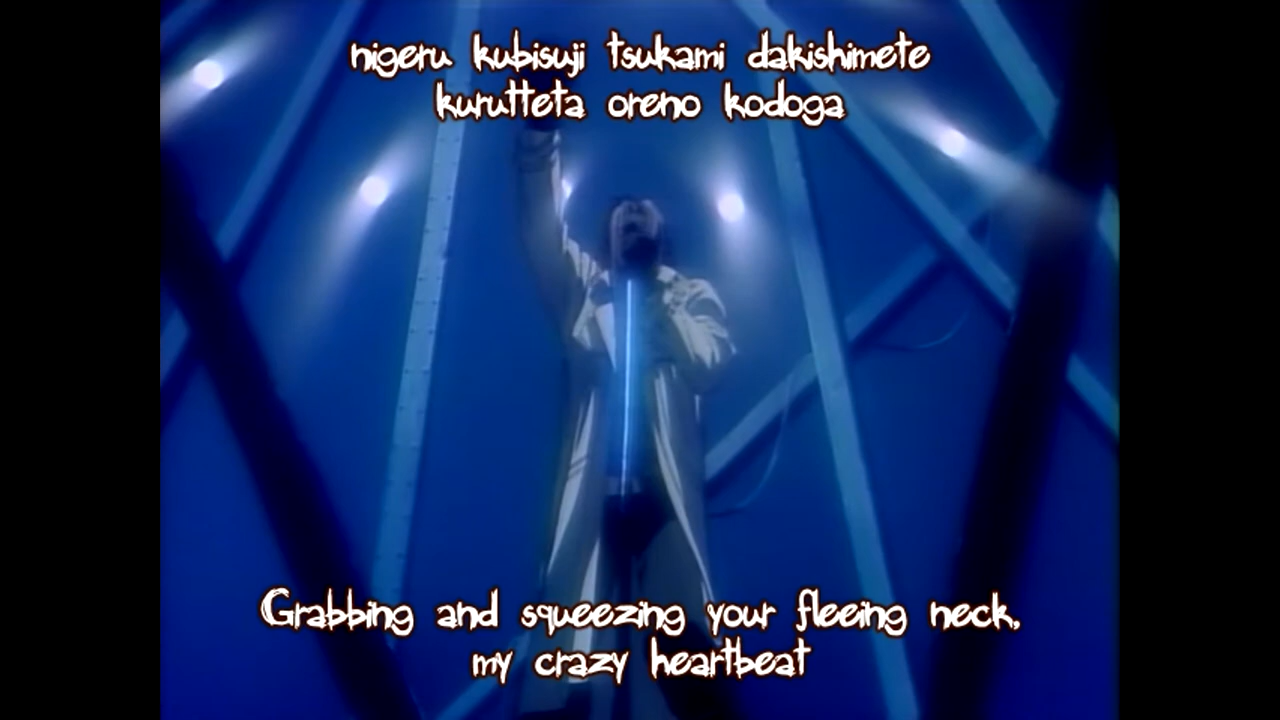 nigeru kubisuji tsukami dakishimete
kurutteta oreno kodoga
Grabbing and squeezing your fleeing neck,
my crazy heartbeat